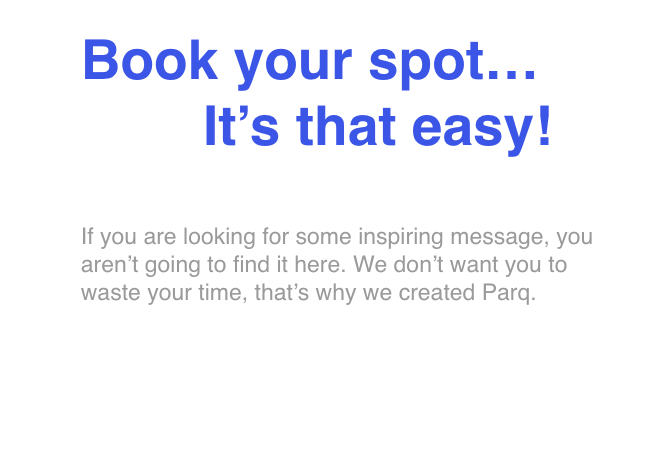 Book your spot…
It’s that easy!
If you are looking for some inspiring message, you
aren’t going to find it here. We don’t want you to
waste your time, that’s why we created Parq.